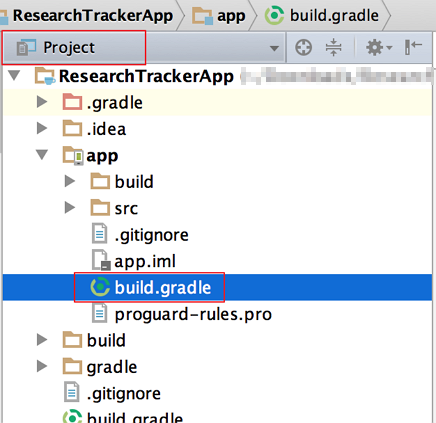 ResearchTrackerApp app build.gradle
Project
ResearchTrackerApp
.gradle
.idea
app
build
src
.gitignore
app.iml
build.gradle
proguard-rules.pro
build
gradle
.gitignore
build.gradle